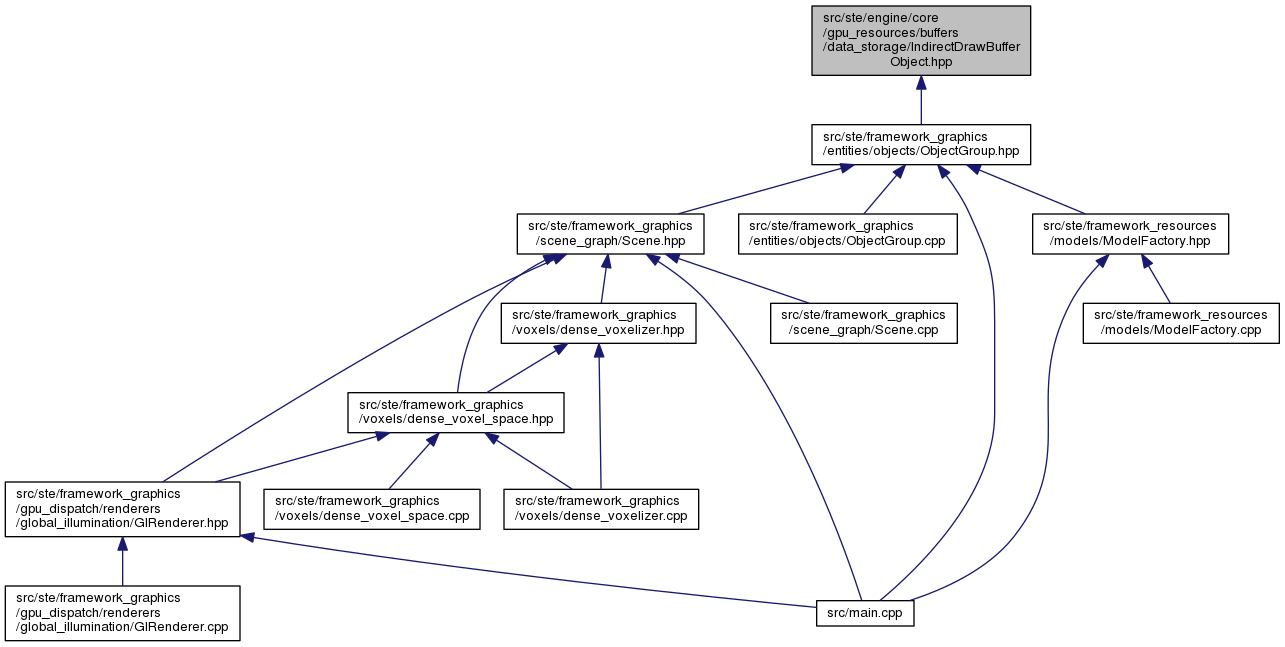 src/ste/engine/core
/gpu_resources/buffers
/data_storage/IndirectDrawBuffer
Object.hpp
src/ste/framework_graphics
/entities/objects/ObjectGroup.hpp
src/ste/framework_graphics
/scene_graph/Scene.hpp
src/ste/framework_graphics
/entities/objects/ObjectGroup.cpp
src/ste/framework_resources
/models/ModelFactory.hpp
src/ste/framework_graphics
/voxels/dense_voxelizer.hpp
src/ste/framework_graphics
/scene_graph/Scene.cpp
src/ste/framework_resources
/models/ModelFactory.cpp
src/ste/framework_graphics
/voxels/dense_voxel_space.hpp
src/ste/framework_graphics
/gpu_dispatch/renderers
/global_illumination/GIRenderer.hpp
src/ste/framework_graphics
/voxels/dense_voxel_space.cpp
src/ste/framework_graphics
/voxels/dense_voxelizer.cpp
src/ste/framework_graphics
/gpu_dispatch/renderers
/global_illumination/GIRenderer.cpp
src/main.cpp